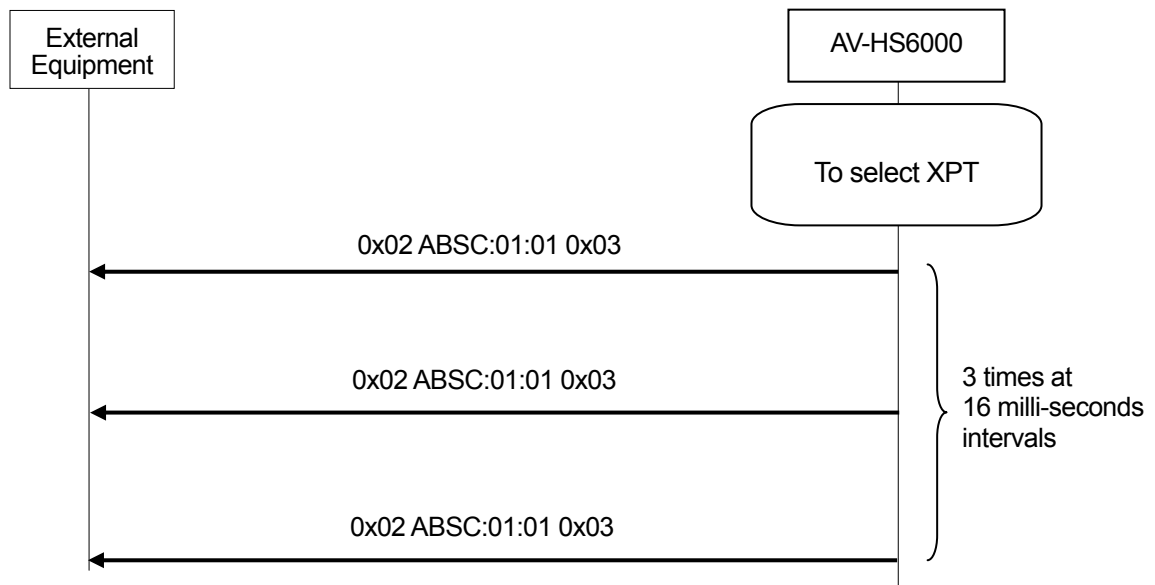 External
Equipment
AV-HS6000
To select XPT
0x02 ABSC:01:01 0x03
0x02 ABSC:01:01 0x03
3 times at
16 milli-seconds
intervals
0x02 ABSC:01:01 0x03